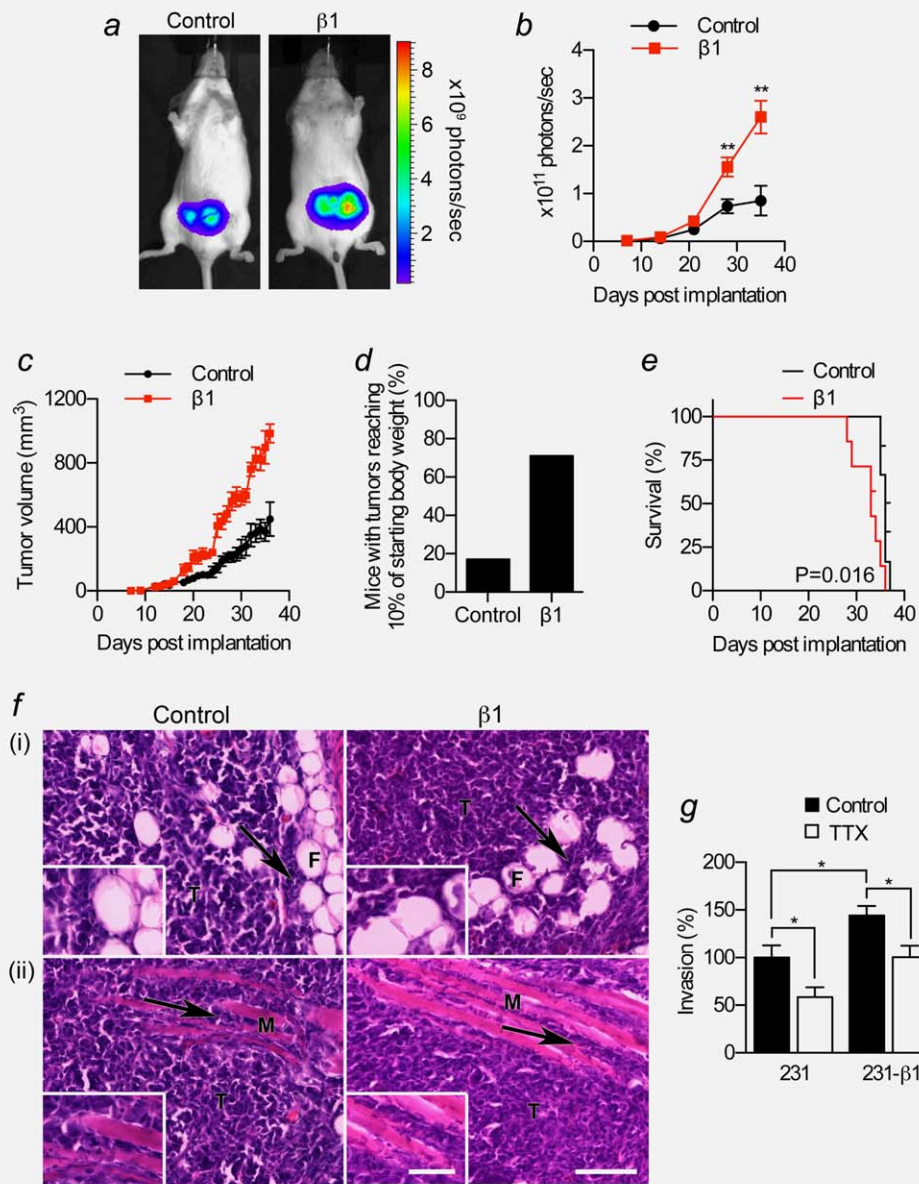 a
Control
β1
8
6
4
2
x10⁹ photons/sec
b
Control
β1
x10¹¹ photons/sec
4
3
2
1
0
0 10 20 30 40
**
**
Days post implantation
c
Control
β1
Tumor volume (mm³)
1200
800
400
0
0 10 20 30 40
Days post implantation
d
Mice with tumors reaching
10% of starting body weight (%)
100
80
60
40
20
0
Control β1
e
Control
β1
Survival (%)
100
75
50
25
0
P=0.016
0 10 20 30 40
Days post implantation
f
Control
β1
(i)
T
F
T
F
(ii)
M
T
M
T
g
Control
TTX
Invasion (%)
200
150
100
50
0
*
*
*
231 231-β1